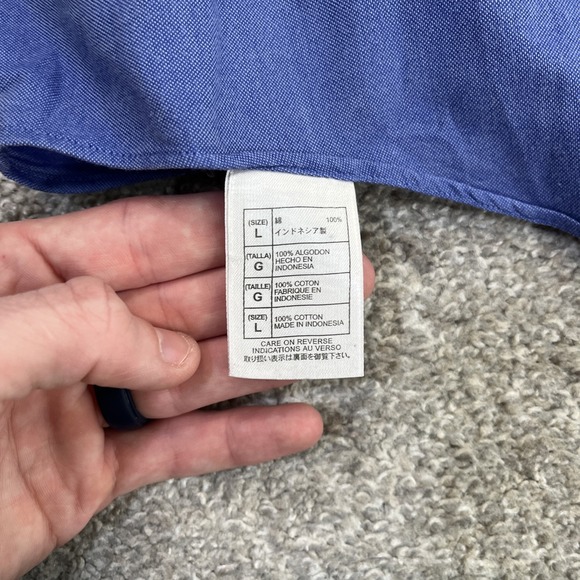 (SIZE) 綿 100%
L インドネシア製
(TALLA) 100% ALGODON
G HECHO EN
INDONESIA
(TAILLE) 100% COTON
G FABRIQUE EN
INDONESIE
(SIZE) 100% COTTON
L MADE IN INDONESIA
CARE ON REVERSE
INDICATIONS AU VERSO
取り扱い表示は裏面を御覧下さい。